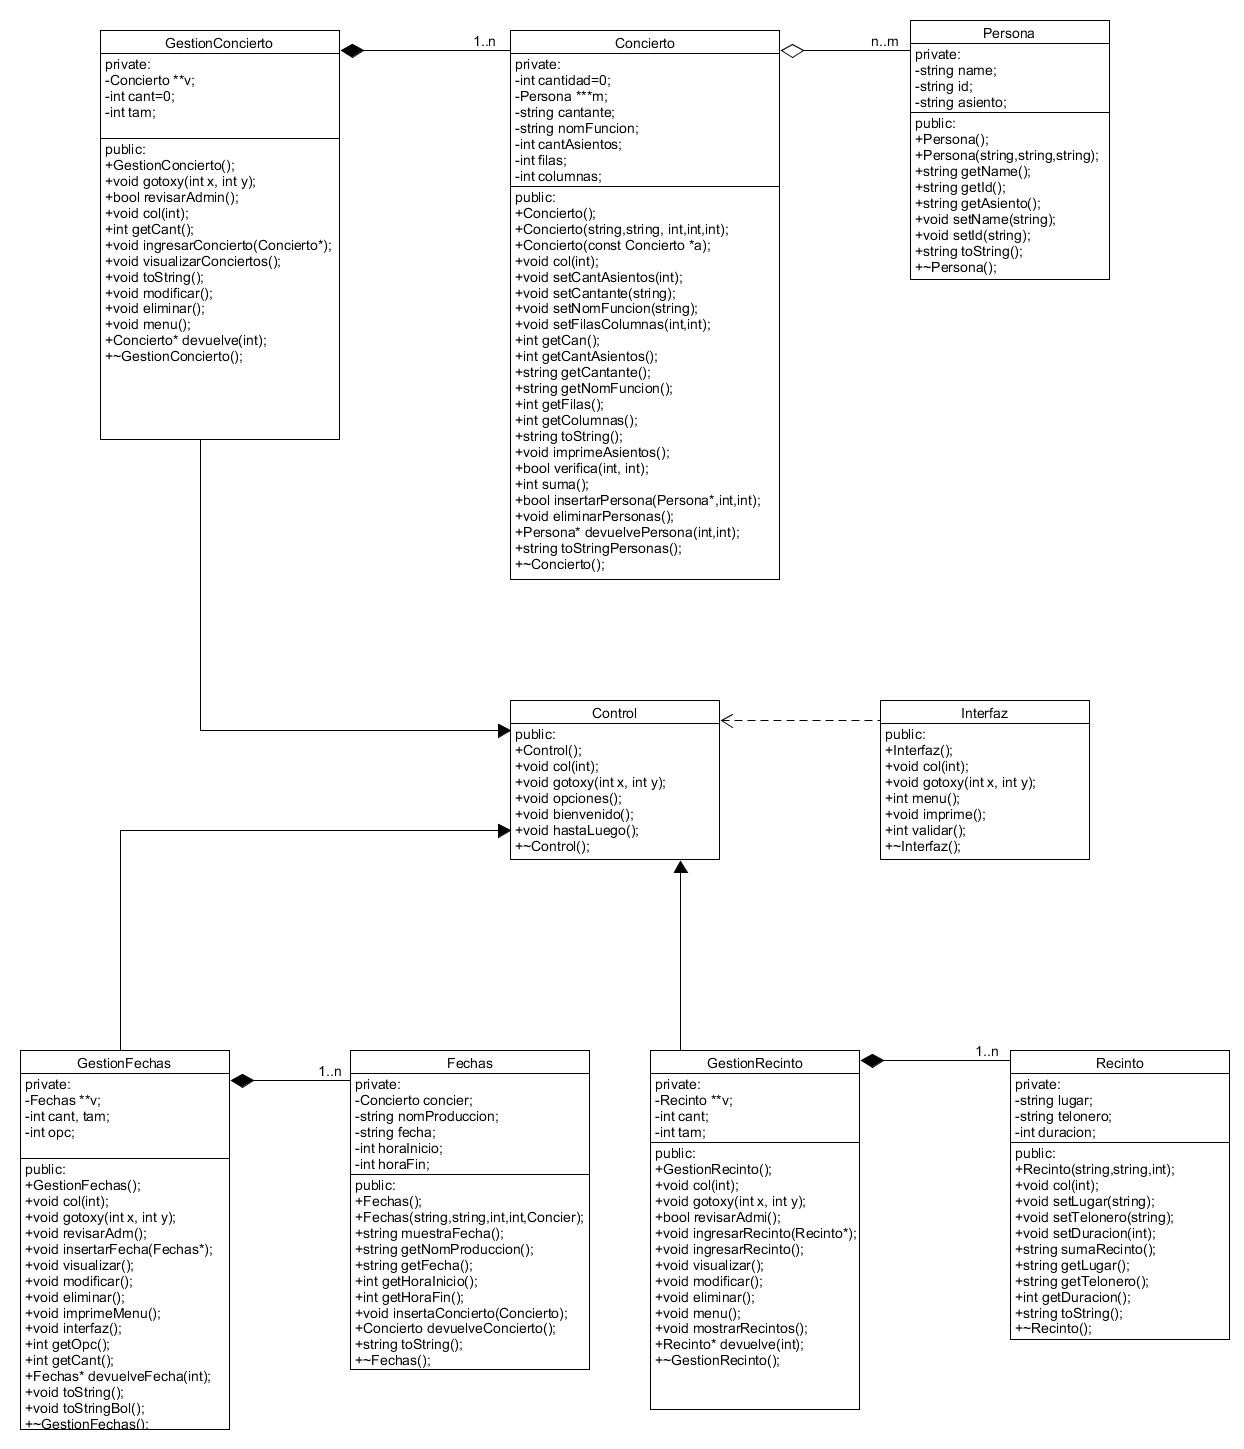 GestionConcierto
private:
-Concierto **v;
-int cant=0;
-int tam;
public:
+GestionConcierto();
+void gotoxy(int x, int y);
+bool revisarAdmin();
+void col(int);
+int getCant();
+void ingresarConcierto(Concierto*);
+void visualizarConciertos();
+void toString();
+void modificar();
+void eliminar();
+void menu();
+Concierto* devuelve(int);
+~GestionConcierto();
1..n
Concierto
private:
-int cantidad=0;
-Persona ***m;
-string cantante;
-string nomFuncion;
-int cantAsientos;
-int filas;
-int columnas;
public:
+Concierto();
+Concierto(string,string, int,int,int);
+Concierto(const Concierto *a);
+void col(int);
+void setCantAsientos(int);
+void setCantante(string);
+void setNomFuncion(string);
+void setFilasColumnas(int,int);
+int getCan();
+int getCantAsientos();
+string getCantante();
+string getNomFuncion();
+int getFilas();
+int getColumnas();
+string toString();
+void imprimeAsientos();
+bool verifica(int, int);
+int suma();
+bool insertarPersona(Persona*,int,int);
+void eliminarPersonas();
+Persona* devuelvePersona(int,int);
+string toStringPersonas();
+~Concierto();
n..m
Persona
private:
-string name;
-string id;
-string asiento;
public:
+Persona();
+Persona(string,string,string);
+string getName();
+string getId();
+string getAsiento();
+void setName(string);
+void setId(string);
+string toString();
+~Persona();
Control
public:
+Control();
+void col(int);
+void gotoxy(int x, int y);
+void opciones();
+void bienvenido();
+void hastaLuego();
+~Control();
Interfaz
public:
+Interfaz();
+void col(int);
+void gotoxy(int x, int y);
+int menu();
+void imprime();
+int validar();
+~Interfaz();
GestionFechas
private:
-Fechas **v;
-int cant, tam;
-int opc;
public:
+GestionFechas();
+void col(int);
+void gotoxy(int x, int y);
+void revisarAdm();
+void insertarFecha(Fechas*);
+void visualizar();
+void modificar();
+void eliminar();
+void imprimeMenu();
+void interfaz();
+int getOpc();
+int getCant();
+Fechas* devuelveFecha(int);
+void toString();
+void toStringBol();
+~GestionFechas();
1..n
Fechas
private:
-Concierto concier;
-string nomProduccion;
-string fecha;
-int horaInicio;
-int horaFin;
public:
+Fechas();
+Fechas(string,string,int,int,Concier);
+string muestraFecha();
+string getNomProduccion();
+string getFecha();
+int getHoraInicio();
+int getHoraFin();
+void insertaConcierto(Concierto);
+Concierto devuelveConcierto();
+string toString();
+~Fechas();
GestionRecinto
private:
-Recinto **v;
-int cant;
-int tam;
public:
+GestionRecinto();
+void col(int);
+void gotoxy(int x, int y);
+bool revisarAdmi();
+void ingresarRecinto(Recinto*);
+void ingresarRecinto();
+void visualizar();
+void modificar();
+void eliminar();
+void menu();
+void mostrarRecintos();
+Recinto* devuelve(int);
+~GestionRecinto();
1..n
Recinto
private:
-string lugar;
-string telonero;
-int duracion;
public:
+Recinto(string,string,int);
+void col(int);
+void setLugar(string);
+void setTelonero(string);
+void setDuracion(int);
+string sumaRecinto();
+string getLugar();
+string getTelonero();
+int getDuracion();
+string toString();
+~Recinto();